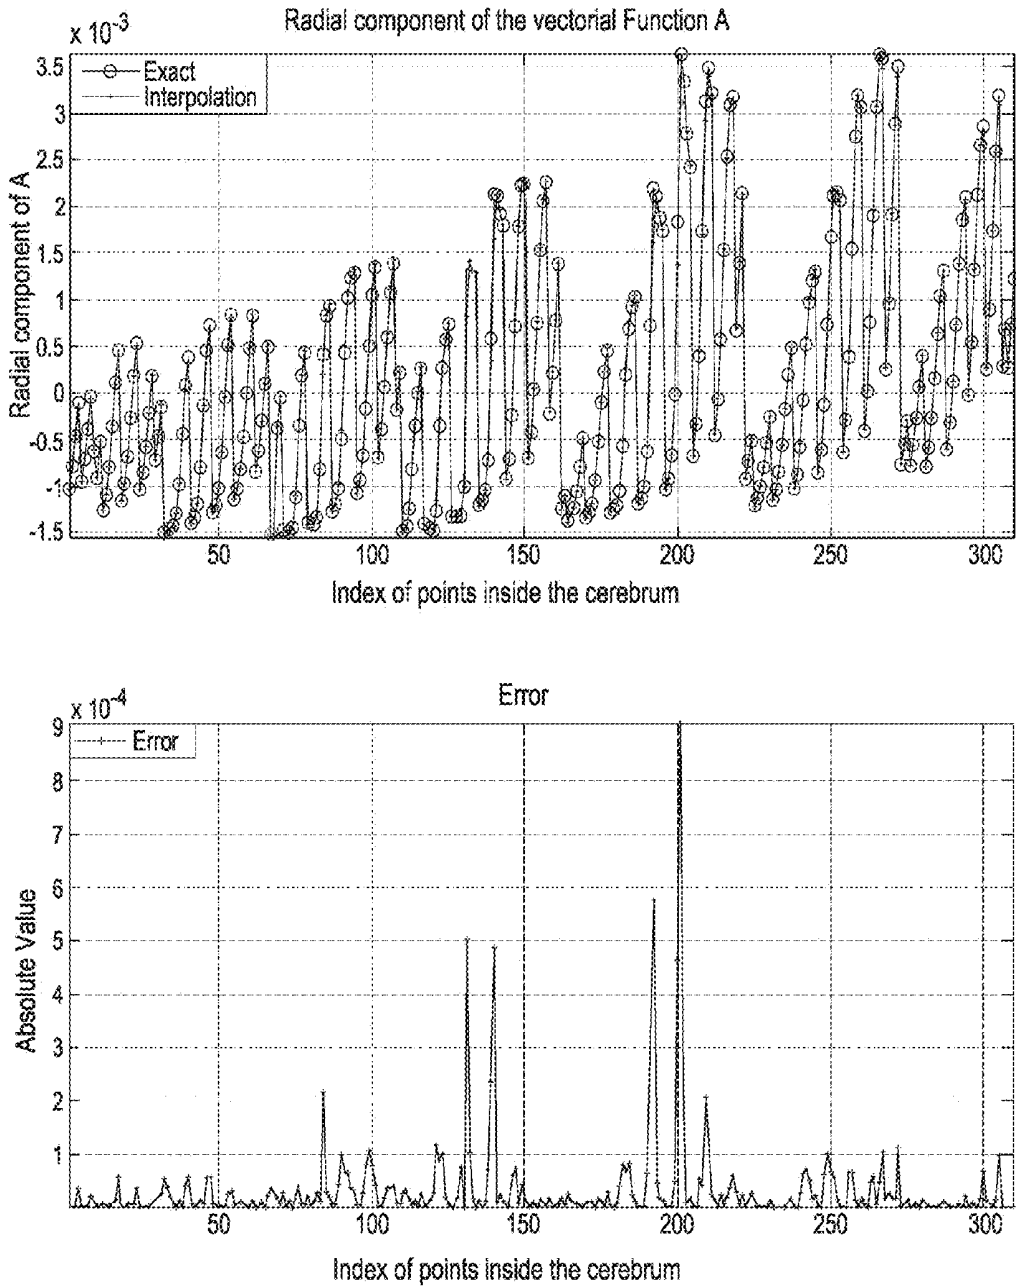 Radial component of the vectorial Function A
x 10-3
3.5
3
2.5
2
1.5
1
0.5
0
-0.5
-1
-1.5
Exact
Interpolation
Radial component of A
50
100
150
200
250
300
Index of points inside the cerebrum
Error
x 10-4
9
8
7
6
5
4
3
2
1
Error
Absolute Value
50
100
150
200
250
300
Index of points inside the cerebrum